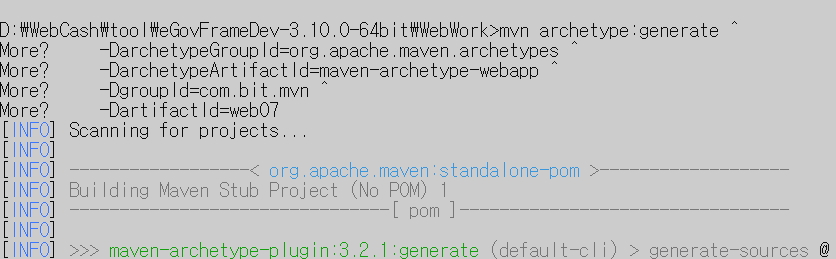 D:₩WebCash₩tool₩eGovFrameDev-3.10.0-64bit₩WebWork>mvn archetype:generate ^
More?     -DarchetypeGroupId=org.apache.maven.archetypes ^
More?     -DarchetypeArtifactId=maven-archetype-webapp ^
More?     -DgroupId=com.bit.mvn ^
More?     -DartifactId=web07
[INFO] Scanning for projects...
[INFO]
[INFO] ------------------< org.apache.maven:standalone-pom >-------------------
[INFO] Building Maven Stub Project (No POM) 1
[INFO] --------------------------------[ pom ]---------------------------------
[INFO]
[INFO] >>> maven-archetype-plugin:3.2.1:generate (default-cli) > generate-sources @